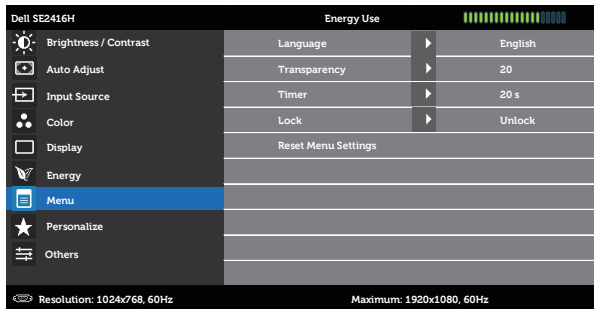 Dell SE2416H Energy Use
Brightness / Contrast Language English
Auto Adjust Transparency 20
Input Source Timer 20 s
Color Lock Unlock
Display Reset Menu Settings
Energy
Menu
Personalize
Others
Resolution: 1024x768, 60Hz Maximum: 1920x1080, 60Hz